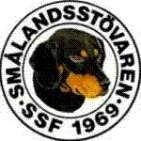 SMÅLANDSSTÖVAREN
· SSF 1969 ·